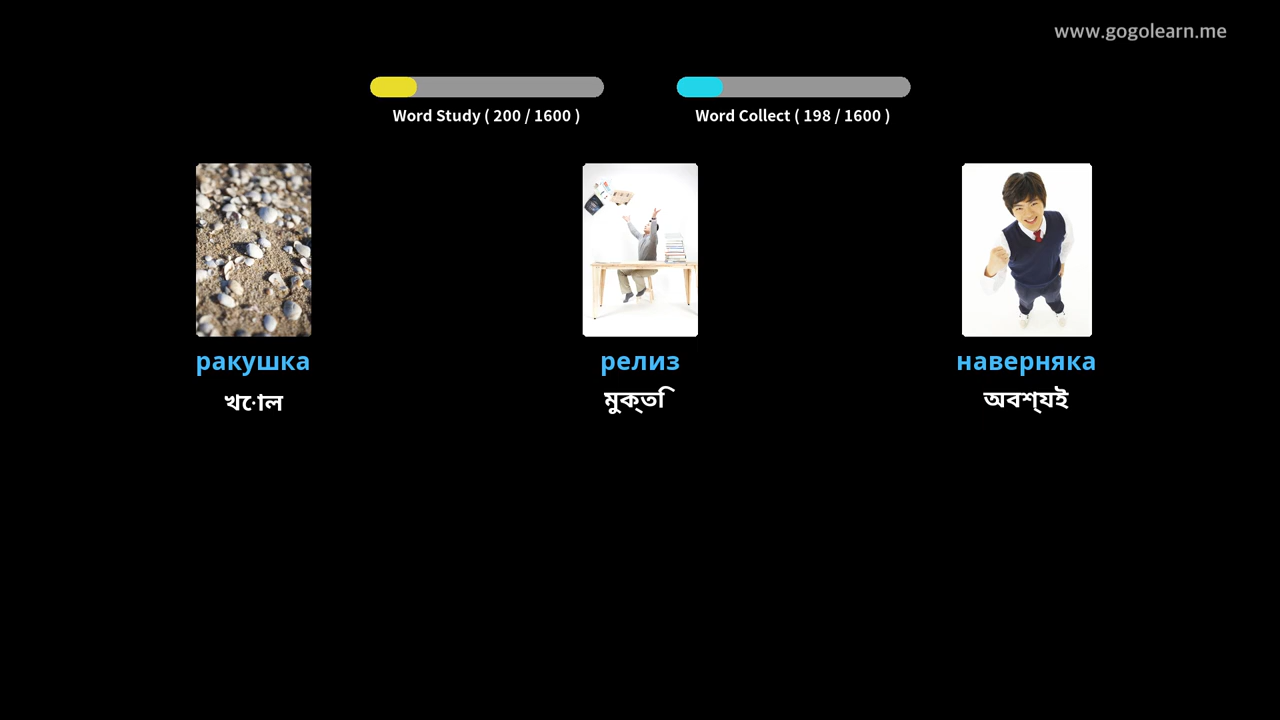 www.gogolearn.me
Word Study ( 200 / 1600 )
Word Collect ( 198 / 1600 )
ракушка
релиз
наверняка
খোল
মুক্তি
অবশ্যই